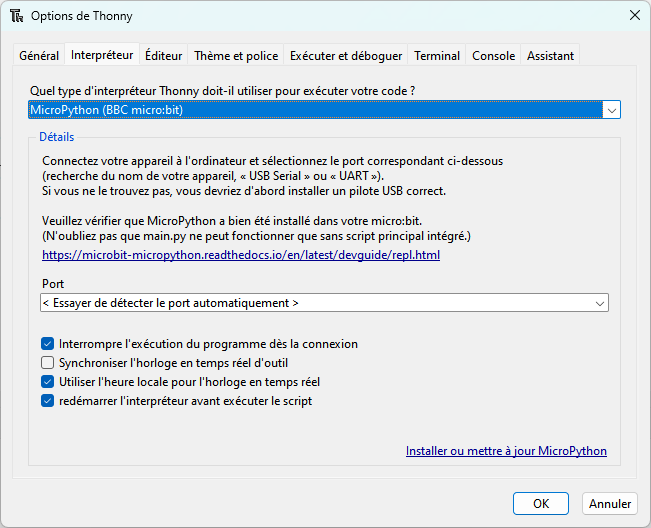 Options de Thonny
Général Interpréteur Éditeur Thème et police Exécuter et déboguer Terminal Console Assistant
Quel type d'interpréteur Thonny doit-il utiliser pour exécuter votre code ?
MicroPython (BBC micro:bit)
Détails
Connectez votre appareil à l'ordinateur et sélectionnez le port correspondant ci-dessous
(recherche du nom de votre appareil, « USB Serial » ou « UART »).
Si vous ne le trouvez pas, vous devriez d'abord installer un pilote USB correct.
Veuillez vérifier que MicroPython a bien été installé dans votre micro:bit.
(N'oubliez pas que main.py ne peut fonctionner que sans script principal intégré.)
https://microbit-micropython.readthedocs.io/en/latest/devguide/repl.html
Port
< Essayer de détecter le port automatiquement >
Interrompre l'exécution du programme dès la connexion
Synchroniser l'horloge en temps réel d'outil
Utiliser l'heure locale pour l'horloge en temps réel
redémarrer l'interpréteur avant exécuter le script
Installer ou mettre à jour MicroPython
OK Annuler